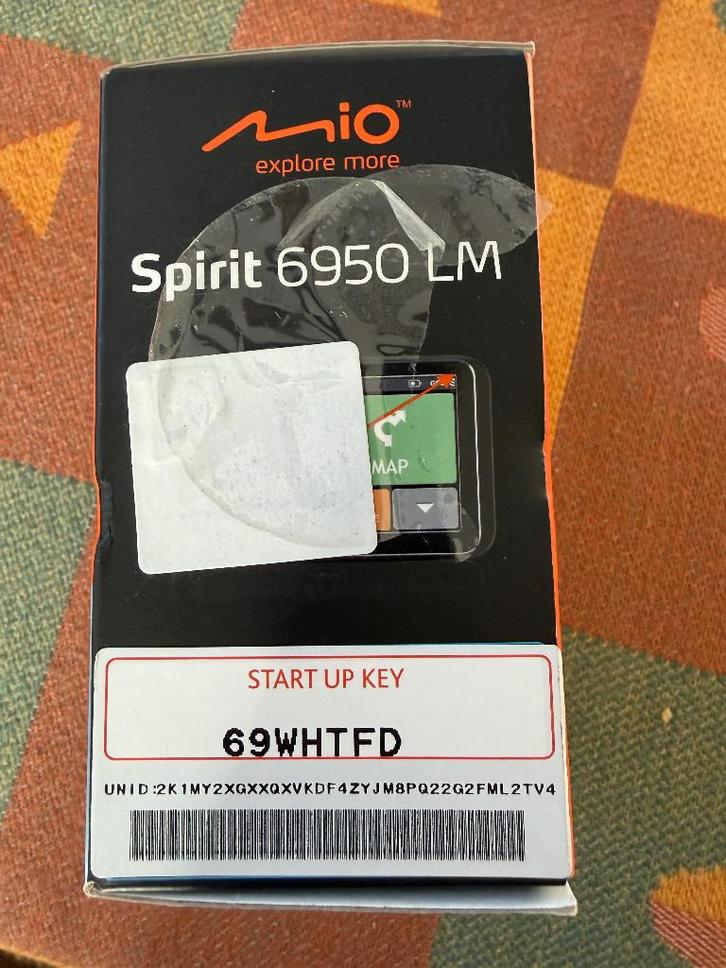 Mio™
explore more
Spirit 6950 LM
MAP
START UP KEY
69WHTFD
UNID:2K1MY2XGXXQXVKDF4ZYJM8PQ22G2FML2TV4